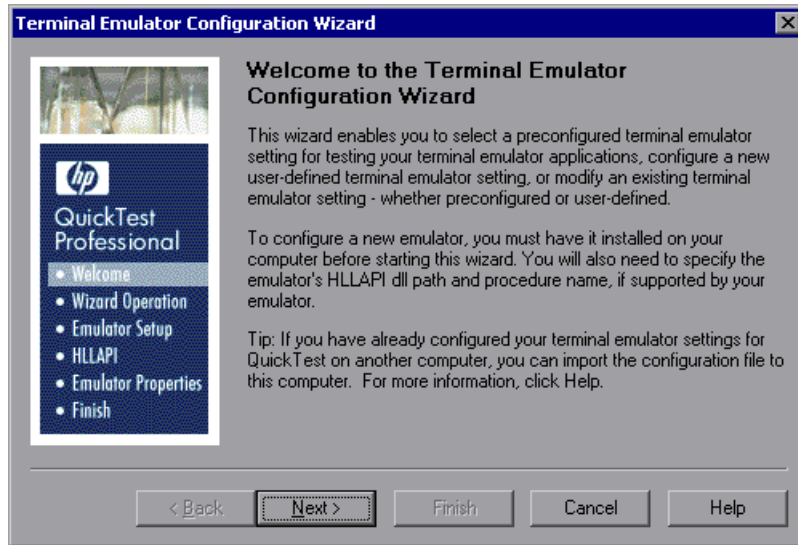 Terminal Emulator Configuration Wizard
hp
QuickTest
Professional
• Welcome
• Wizard Operation
• Emulator Setup
• HLLAPI
• Emulator Properties
• Finish
Welcome to the Terminal Emulator
Configuration Wizard
This wizard enables you to select a preconfigured terminal emulator
setting for testing your terminal emulator applications, configure a new
user-defined terminal emulator setting, or modify an existing terminal
emulator setting - whether preconfigured or user-defined.
To configure a new emulator, you must have it installed on your
computer before starting this wizard. You will also need to specify the
emulator's HLLAPI dll path and procedure name, if supported by your
emulator.
Tip: If you have already configured your terminal emulator settings for
QuickTest on another computer, you can import the configuration file to
this computer. For more information, click Help.
< Back
Next >
Finish
Cancel
Help